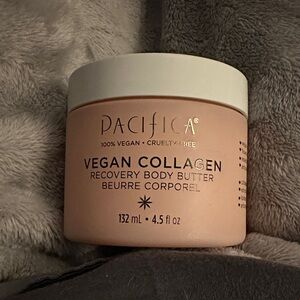 PACIFICA®
100% VEGAN • CRUELTY-FREE
VEGAN COLLAGEN
RECOVERY BODY BUTTER
BEURRE CORPOREL
132 mL • 4.5 fl oz